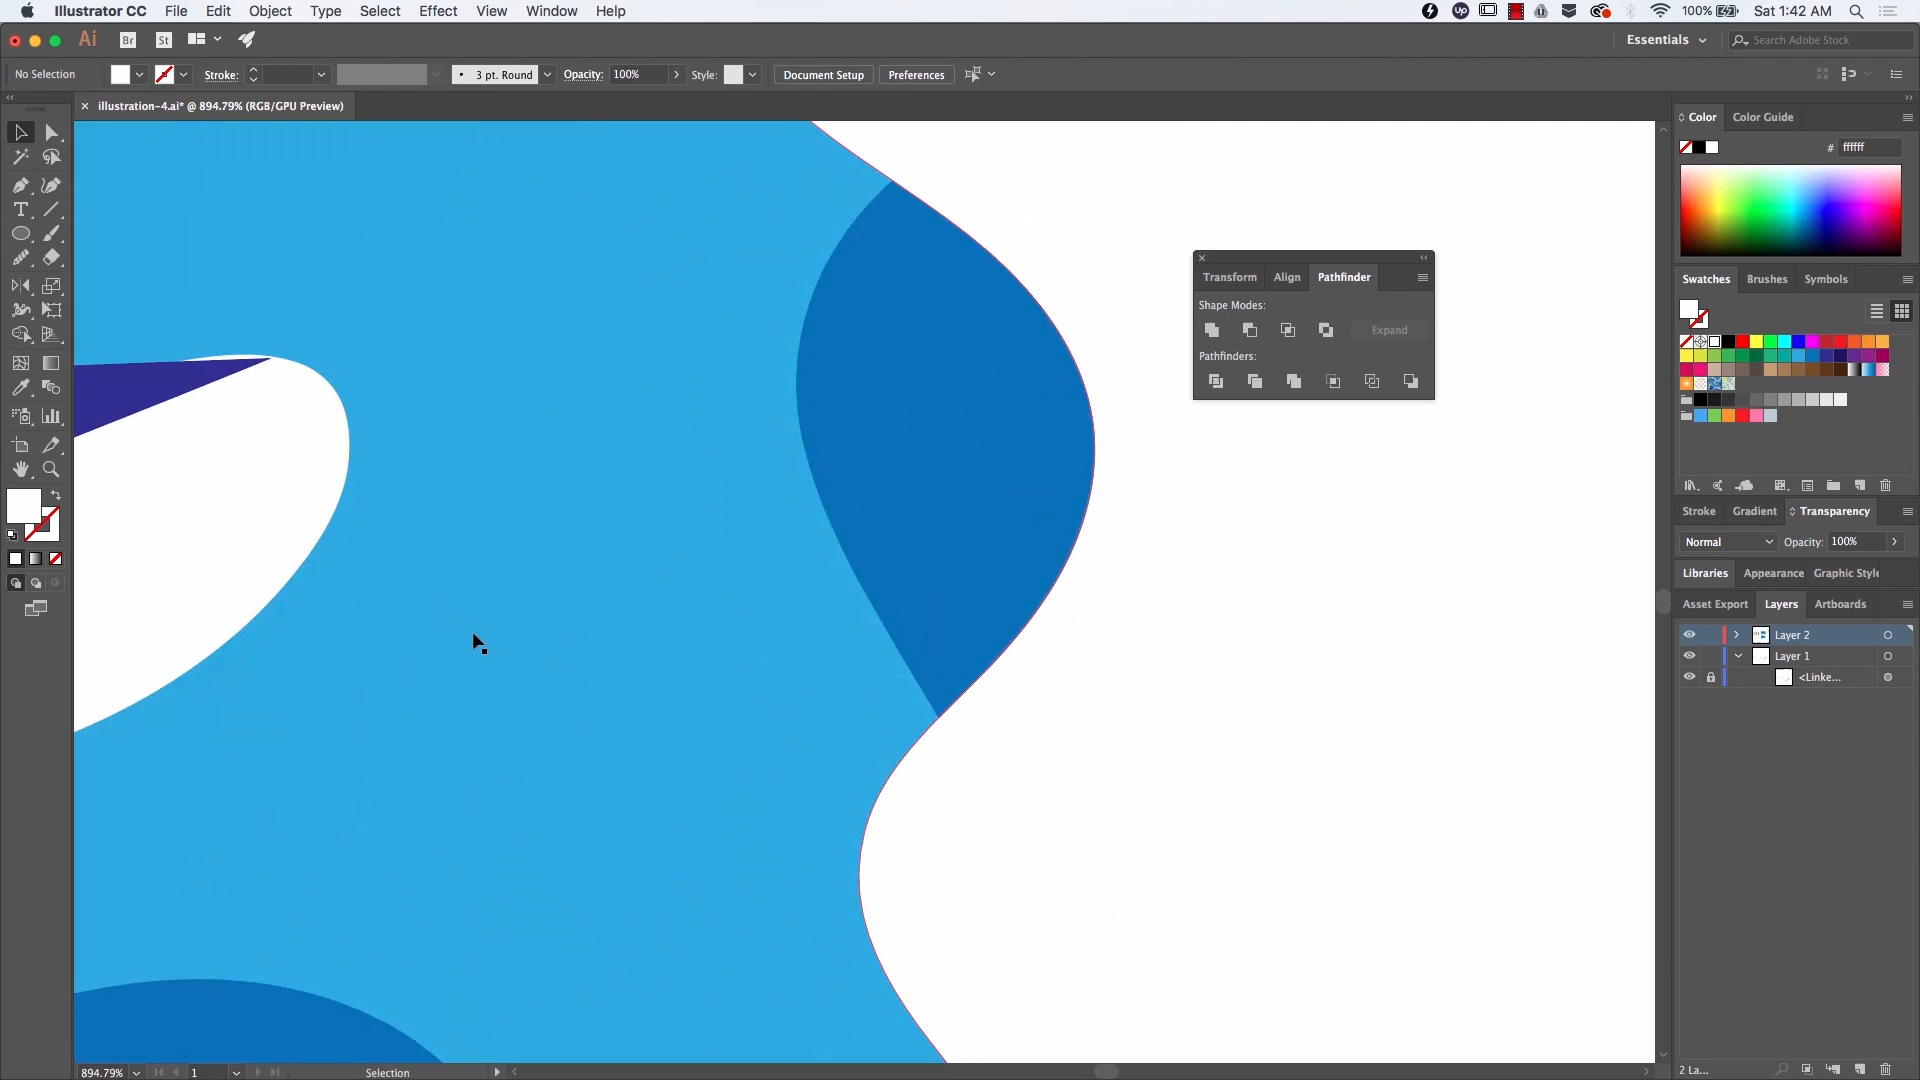 Illustrator CC File Edit Object Type Select Effect View Window Help
100% Sat 1:42 AM
Ai Br St Essentials Search Adobe Stock
No Selection Stroke: 3 pt. Round Opacity: 100% Style: Document Setup Preferences
× illustration-4.ai* @ 894.79% (RGB/GPU Preview)
Color Color Guide
# ffffff
Transform Align Pathfinder
Shape Modes:
Expand
Pathfinders:
Swatches Brushes Symbols
Stroke Gradient Transparency
Normal Opacity: 100%
Libraries Appearance Graphic Style
Asset Export Layers Artboards
Layer 2
Layer 1
<Linke...
894.79% 1 Selection
2 La...